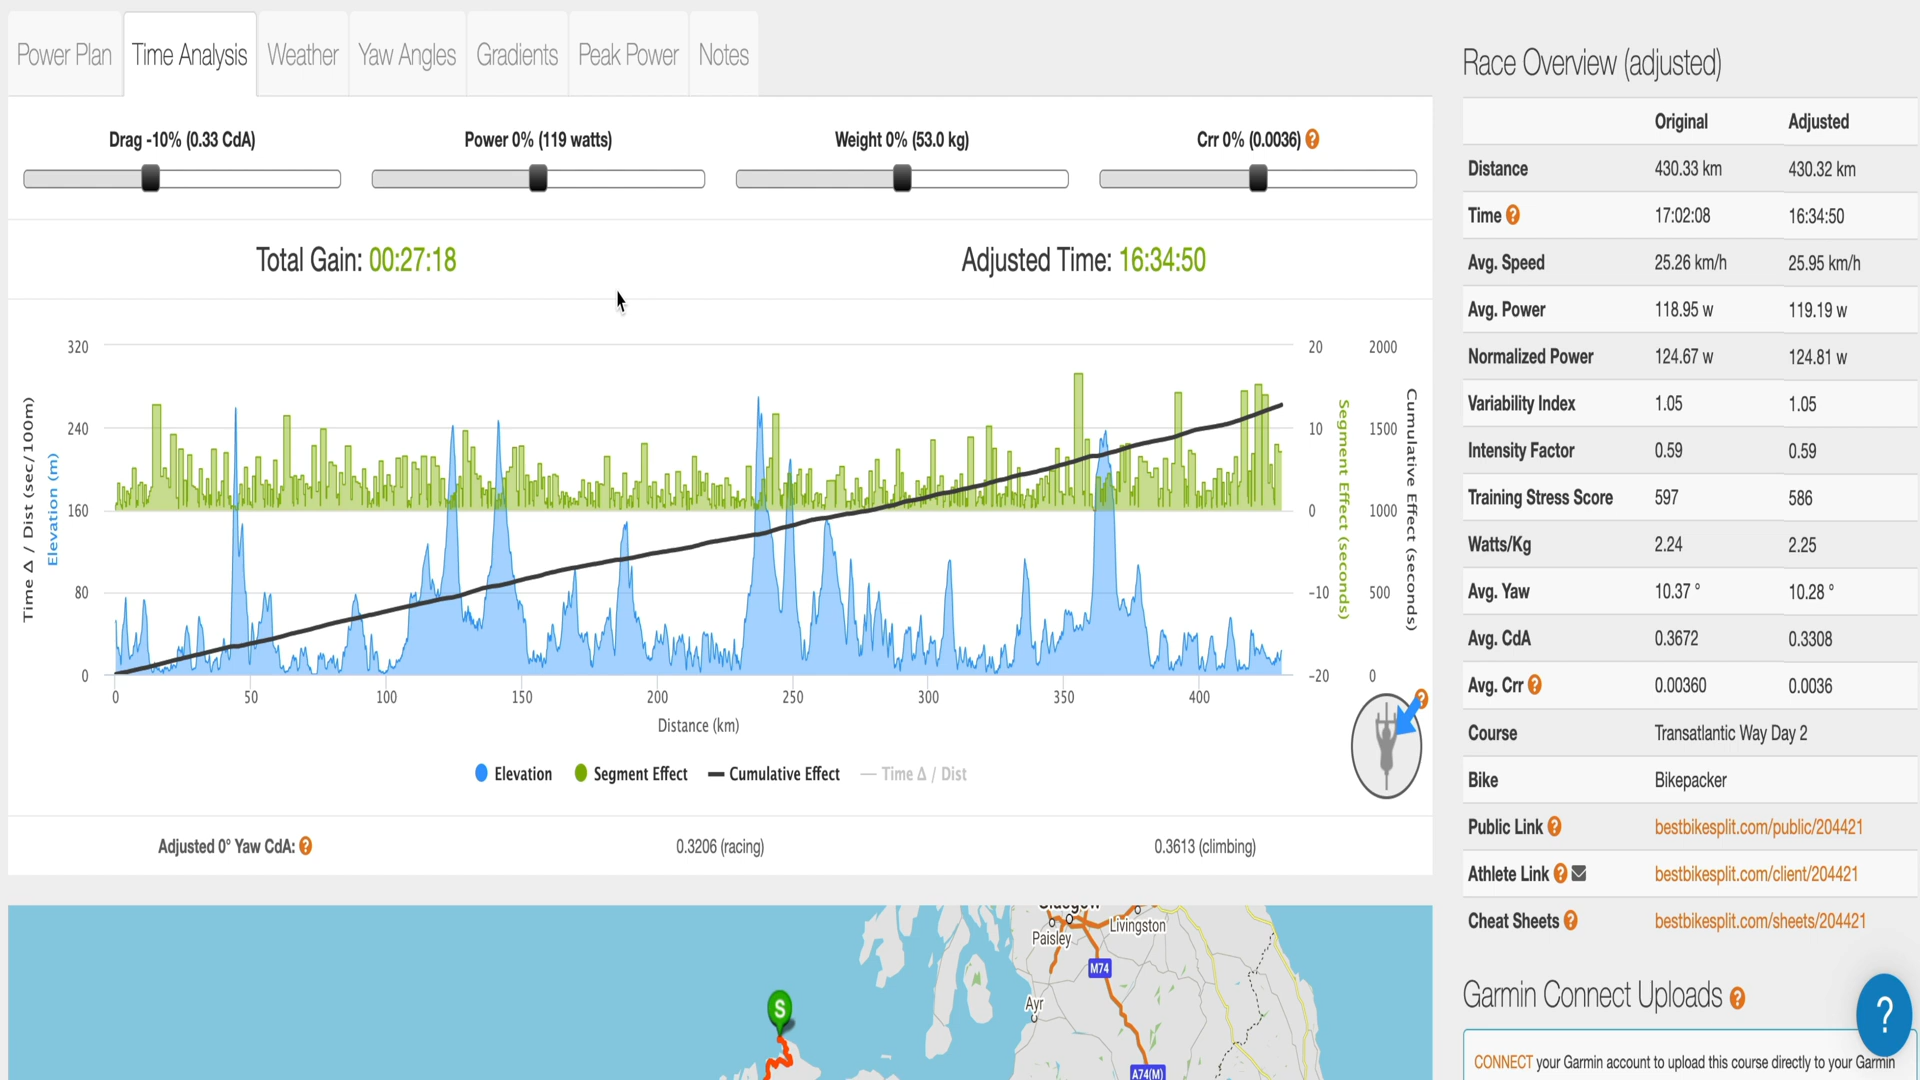 Power Plan
Time Analysis
Weather
Yaw Angles
Gradients
Peak Power
Notes
Drag -10% (0.33 CdA)
Power 0% (119 watts)
Weight 0% (53.0 kg)
Crr 0% (0.0036) ?
Total Gain: 00:27:18
Adjusted Time: 16:34:50
Time Δ / Dist (sec/100m)
Elevation (m)
320
240
160
80
0
20
10
0
-10
-20
Segment Effect (seconds)
2000
1500
1000
500
0
Cumulative Effect (seconds)
0 50 100 150 200 250 300 350 400
Distance (km)
Elevation
Segment Effect
Cumulative Effect
Time Δ / Dist
?
Adjusted 0° Yaw CdA: ?
0.3206 (racing)
0.3613 (climbing)
Glasgow
Paisley
Livingston
M74
Ayr
A74(M)
S
Race Overview (adjusted)
Original Adjusted
Distance 430.33 km 430.32 km
Time ? 17:02:08 16:34:50
Avg. Speed 25.26 km/h 25.95 km/h
Avg. Power 118.95 w 119.19 w
Normalized Power 124.67 w 124.81 w
Variability Index 1.05 1.05
Intensity Factor 0.59 0.59
Training Stress Score 597 586
Watts/Kg 2.24 2.25
Avg. Yaw 10.37 ° 10.28 °
Avg. CdA 0.3672 0.3308
Avg. Crr ? 0.00360 0.0036
Course Transatlantic Way Day 2
Bike Bikepacker
Public Link ? bestbikesplit.com/public/204421
Athlete Link ? bestbikesplit.com/client/204421
Cheat Sheets ? bestbikesplit.com/sheets/204421
Garmin Connect Uploads ?
CONNECT your Garmin account to upload this course directly to your Garmin
?